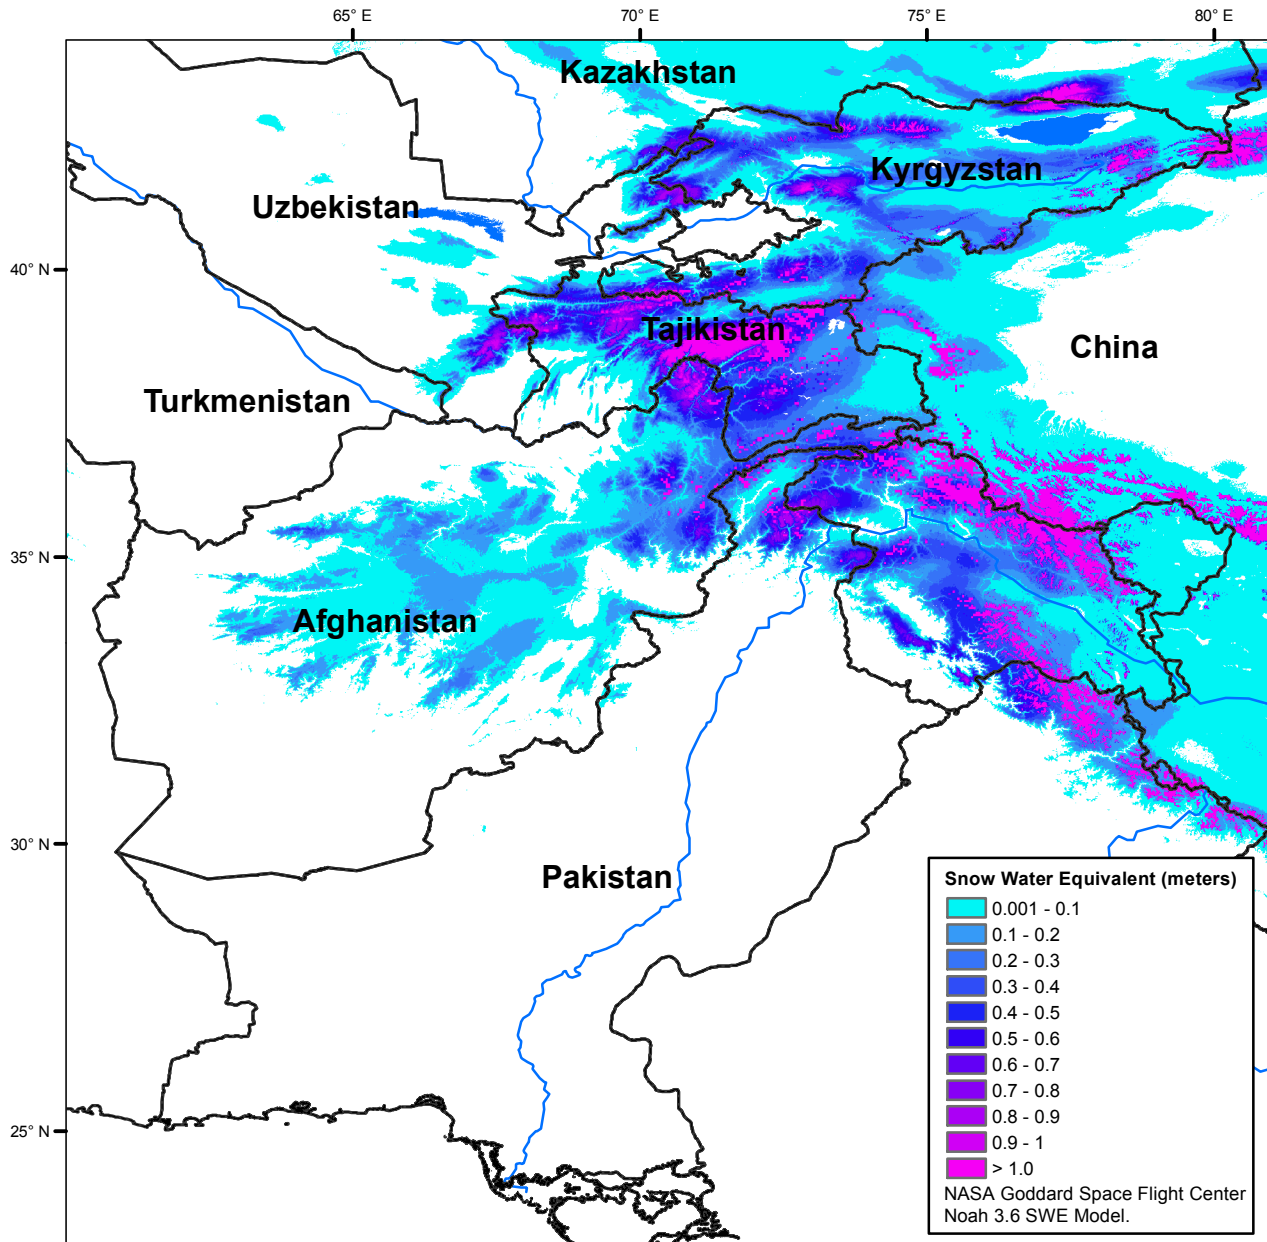 65° E
70° E
75° E
80° E
Kazakhstan
Kyrgyzstan
Uzbekistan
40° N
Tajikistan
China
Turkmenistan
35° N
Afghanistan
30° N
Pakistan
25° N
Snow Water Equivalent (meters)
0.001 - 0.1
0.1 - 0.2
0.2 - 0.3
0.3 - 0.4
0.4 - 0.5
0.5 - 0.6
0.6 - 0.7
0.7 - 0.8
0.8 - 0.9
0.9 - 1
> 1.0
NASA Goddard Space Flight Center
Noah 3.6 SWE Model.